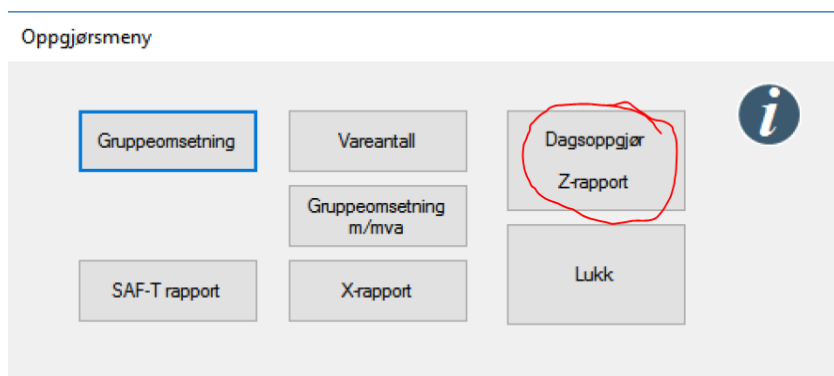 Oppgjørsmeny
Gruppeomsetning
Vareantall
Dagsoppgjør
Z-rapport
i
Gruppeomsetning
m/mva
SAF-T rapport
X-rapport
Lukk